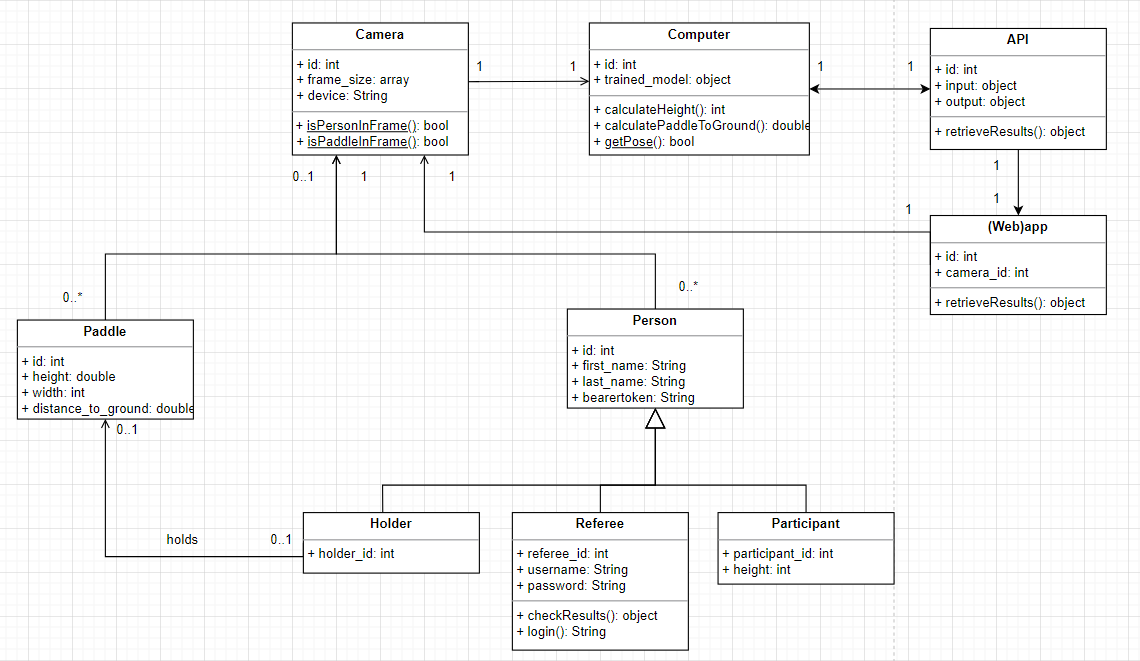 Camera
+ id: int
+ frame_size: array
+ device: String
+ isPersonInFrame(): bool
+ isPaddleInFrame(): bool
1
1
Computer
+ id: int
+ trained_model: object
+ calculateHeight(): int
+ calculatePaddleToGround(): double
+ getPose(): bool
1
1
API
+ id: int
+ input: object
+ output: object
+ retrieveResults(): object
1
1
0..1
1
1
1
(Web)app
+ id: int
+ camera_id: int
+ retrieveResults(): object
0..*
0..*
Paddle
+ id: int
+ height: double
+ width: int
+ distance_to_ground: double
0..1
Person
+ id: int
+ first_name: String
+ last_name: String
+ bearertoken: String
holds
0..1
Holder
+ holder_id: int
Referee
+ referee_id: int
+ username: String
+ password: String
+ checkResults(): object
+ login(): String
Participant
+ participant_id: int
+ height: int